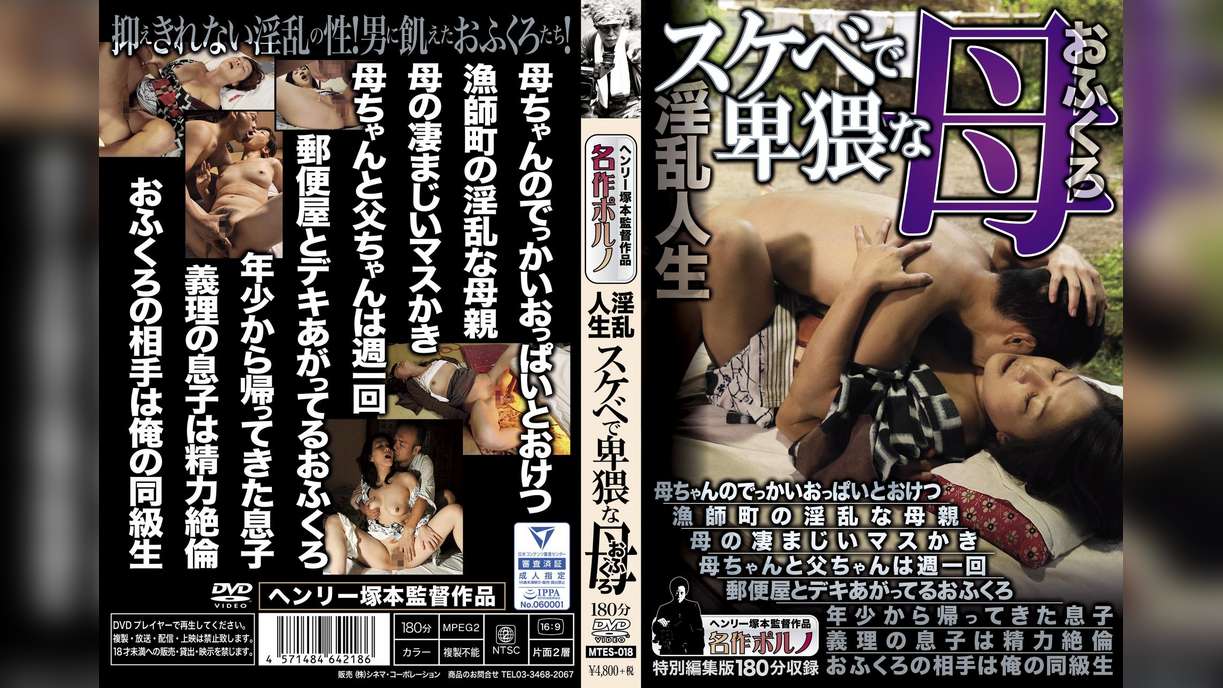 抑えきれない淫乱の性!男に飢えたおふくろたち!
母ちゃんのでっかいおっぱいとおけつ
漁師町の淫乱な母親
母の凄まじいマスかき
母ちゃんと父ちゃんは週一回
郵便屋とデキあがってるおふくろ
年少から帰ってきた息子
義理の息子は精力絶倫
おふくろの相手は俺の同級生
日本コンテンツ審査センター
審査済証
成人指定
IPPA
No.060001
DVD
VIDEO
ヘンリー塚本監督作品
DVDプレイヤーで再生してください。
複製・放送・配信・上映は禁止致します。
18才未満への販売・貸出・映示を禁じます。
4571484642186
180分
MPEG2
カラー
複製不能
NTSC
16:9
片面2層
販売 (株)シネマ・コーポレーション 商品のお問合せ TEL03-3468-2067
ヘンリー塚本監督作品
名作ポルノ
淫乱人生
スケベで卑猥な母
おふくろ
180分
DVD
VIDEO
MTES-018
¥4,800+税
スケベで
卑猥な
母
おふくろ
淫乱人生
母ちゃんのでっかいおっぱいとおけつ
漁師町の淫乱な母親
母の凄まじいマスかき
母ちゃんと父ちゃんは週一回
郵便屋とデキあがってるおふくろ
年少から帰ってきた息子
義理の息子は精力絶倫
おふくろの相手は俺の同級生
ヘンリー塚本監督作品
名作ポルノ
特別編集版180分収録